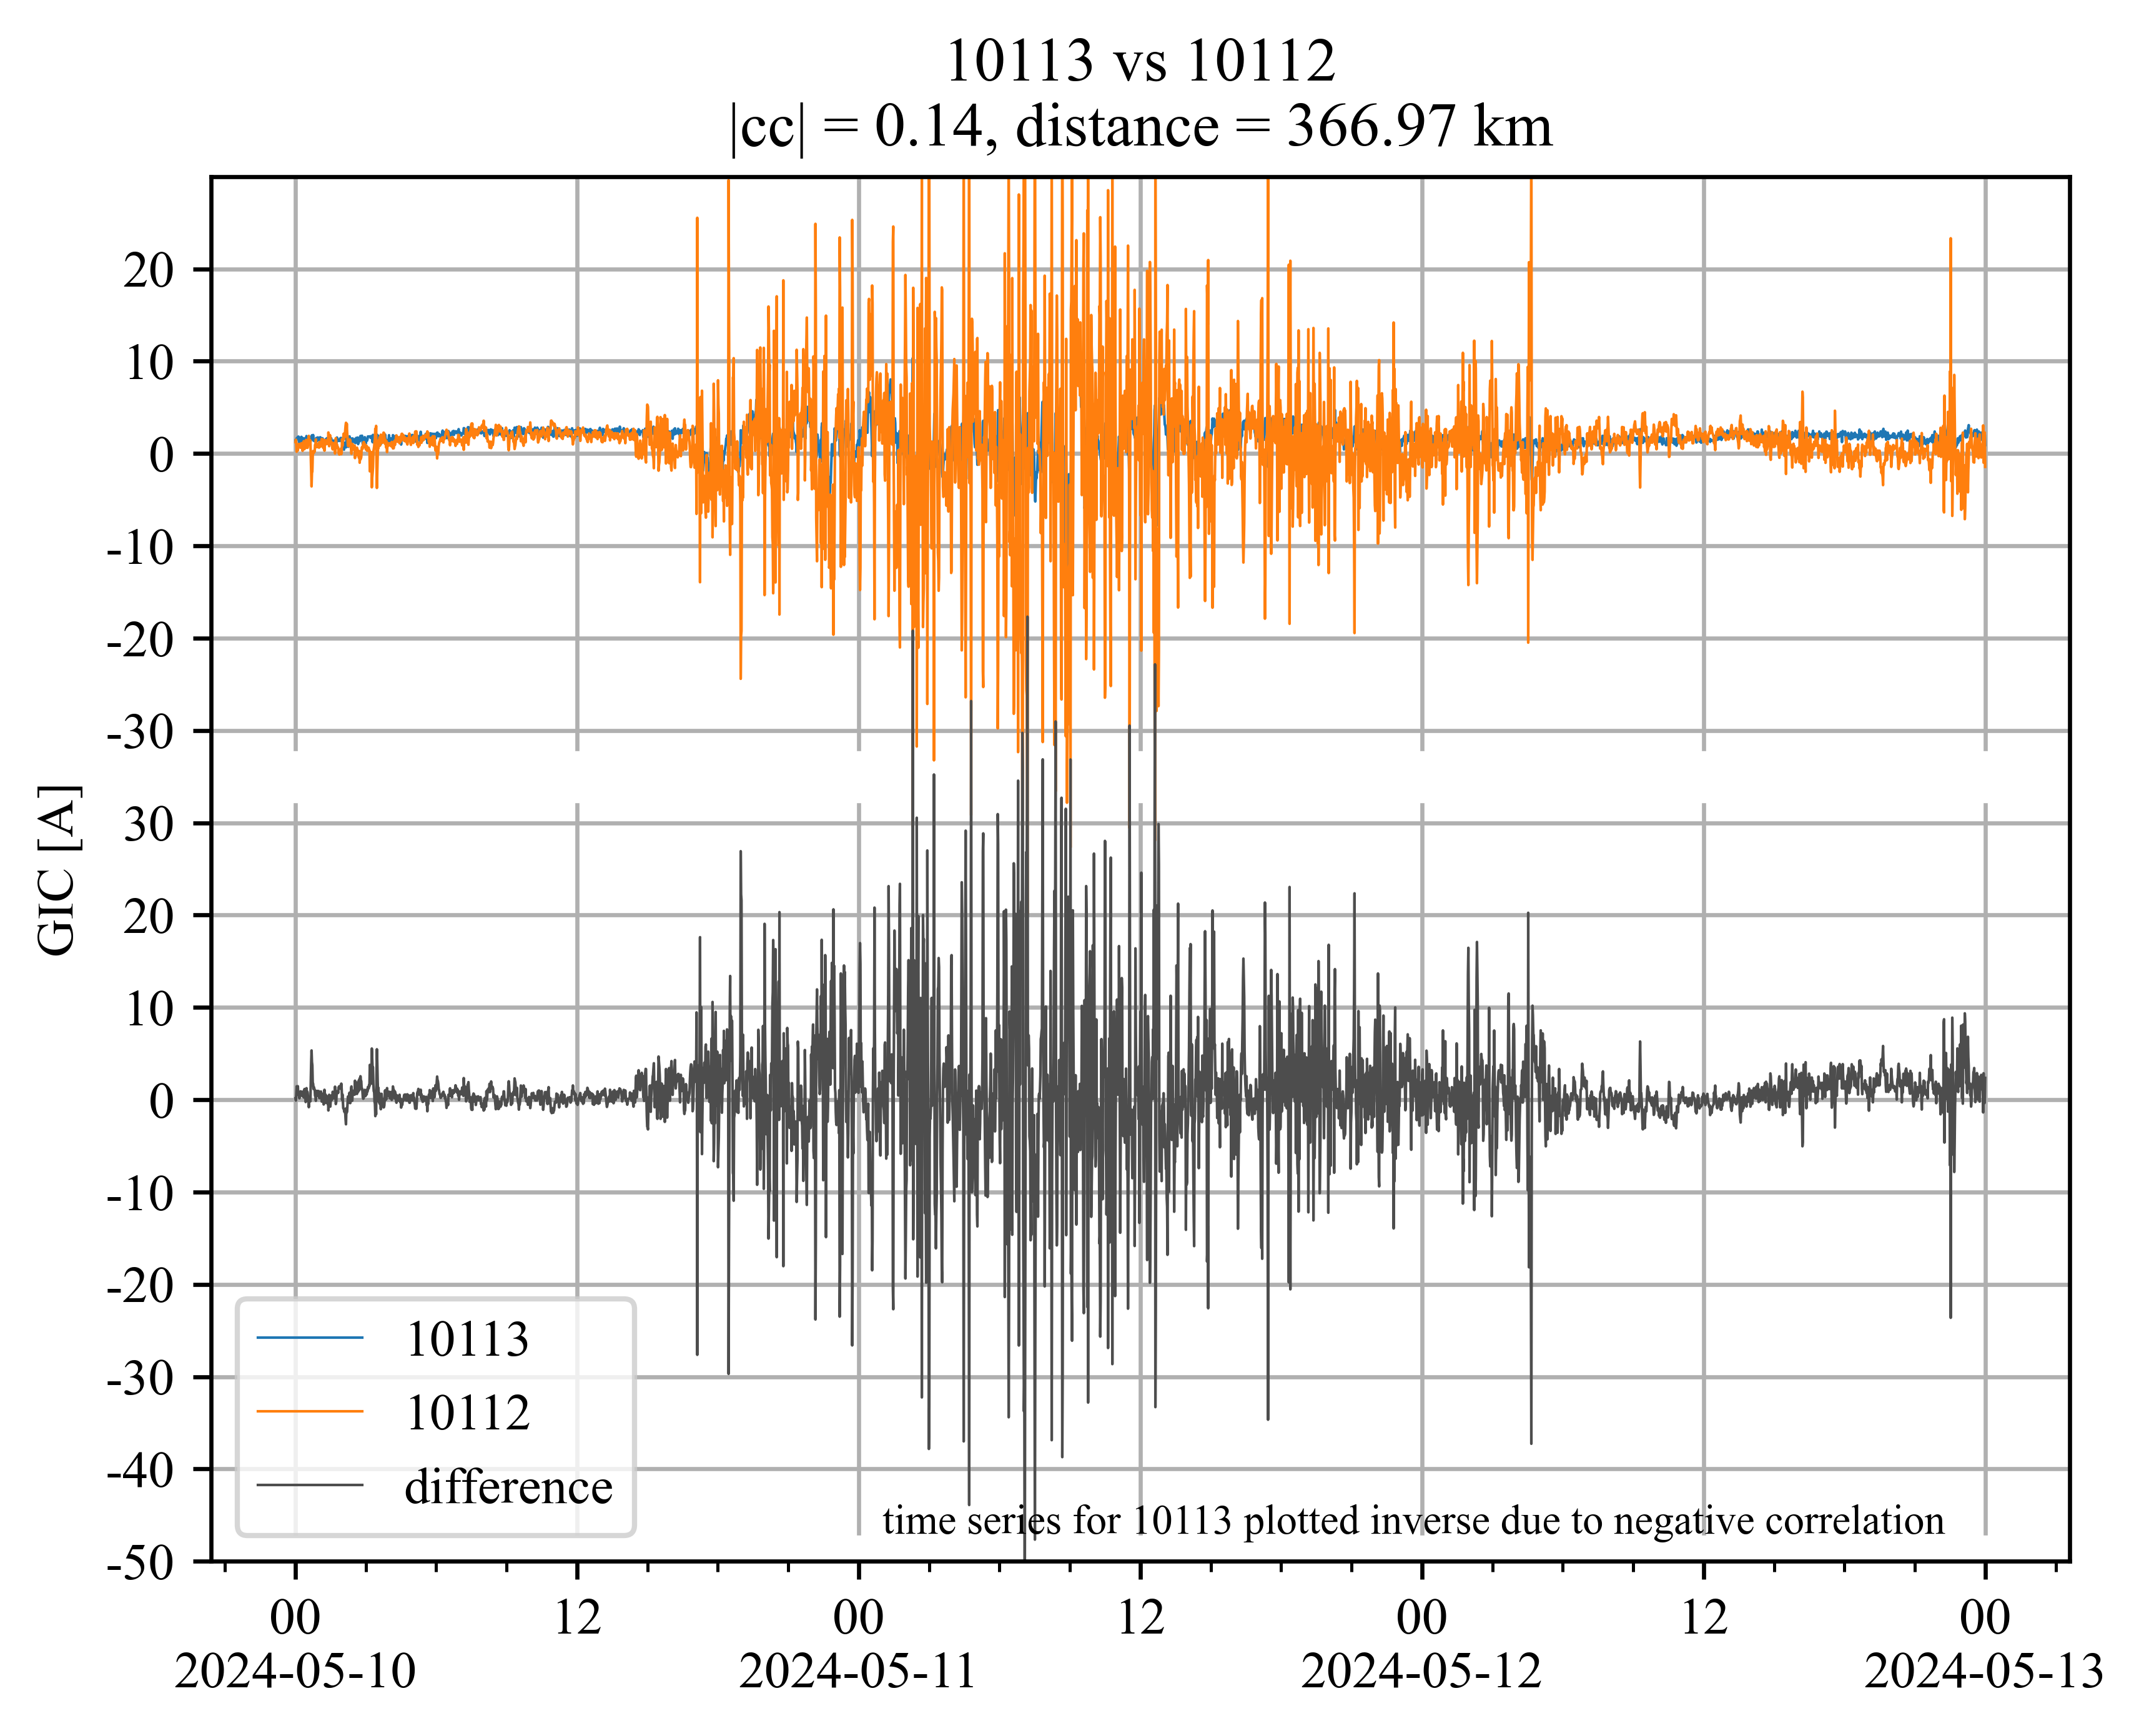 10113 vs 10112
|cc| = 0.14, distance = 366.97 km
20
10
0
-10
-20
-30
30
20
10
0
-10
-20
-30
-40
-50
GIC [A]
10113
10112
difference
time series for 10113 plotted inverse due to negative correlation
00 12 00 12 00 12 00
2024-05-10 2024-05-11 2024-05-12 2024-05-13